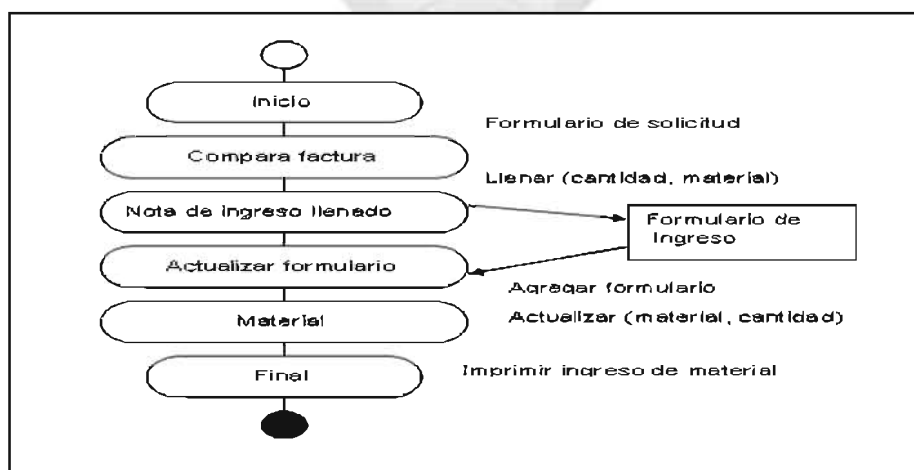 Inicio
Formulario de solicitud
Compara factura
Llenar (cantidad, material)
Nota de ingreso llenado
Formulario de
Ingreso
Actualizar formulario
Agregar formulario
Material
Actualizar (material, cantidad)
Final
Imprimir ingreso de material